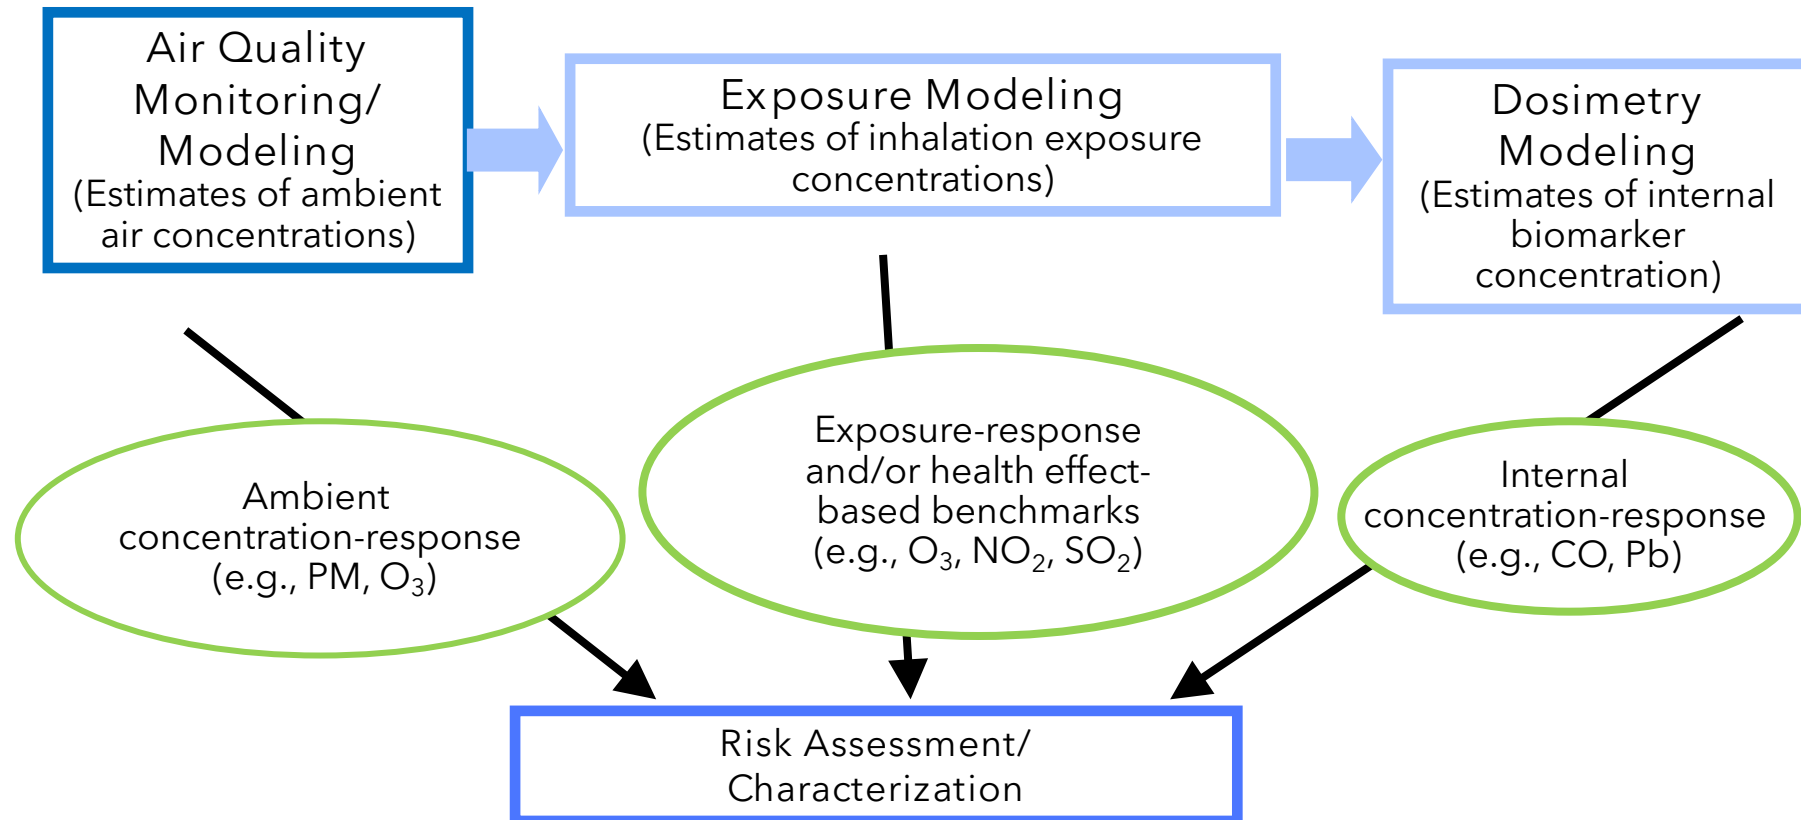 Air Quality
Monitoring/
Modeling
(Estimates of ambient
air concentrations)
Exposure Modeling
(Estimates of inhalation exposure
concentrations)
Dosimetry
Modeling
(Estimates of internal
biomarker
concentration)
Ambient
concentration-response
(e.g., PM, O₃)
Exposure-response
and/or health effect-
based benchmarks
(e.g., O₃, NO₂, SO₂)
Internal
concentration-response
(e.g., CO, Pb)
Risk Assessment/
Characterization